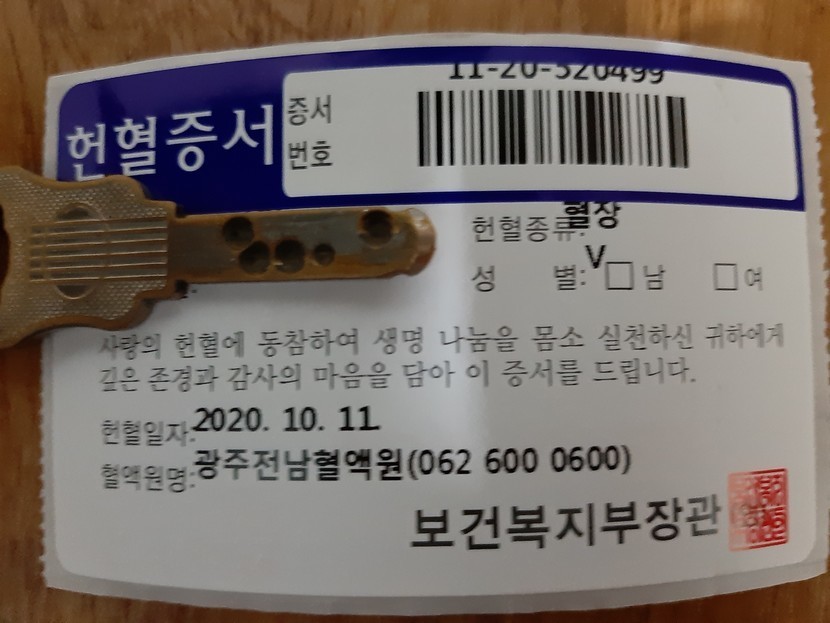 11-20-520499
헌혈증서
증서
번호
헌혈종류: 혈장
성 별: V □ 남 □ 여
사랑의 헌혈에 동참하여 생명 나눔을 몸소 실천하신 귀하에게
깊은 존경과 감사의 마음을 담아 이 증서를 드립니다.
헌혈일자: 2020. 10. 11.
혈액원명: 광주전남혈액원(062 600 0600)
보건복지부장관